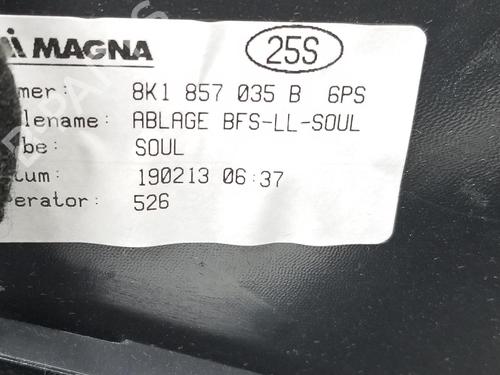 MAGNA 25S
mer: 8K1 857 035 B 6PS
lename: ABLAGE BFS-LL-SOUL
be: SOUL
tum: 190213 06:37
erator: 526